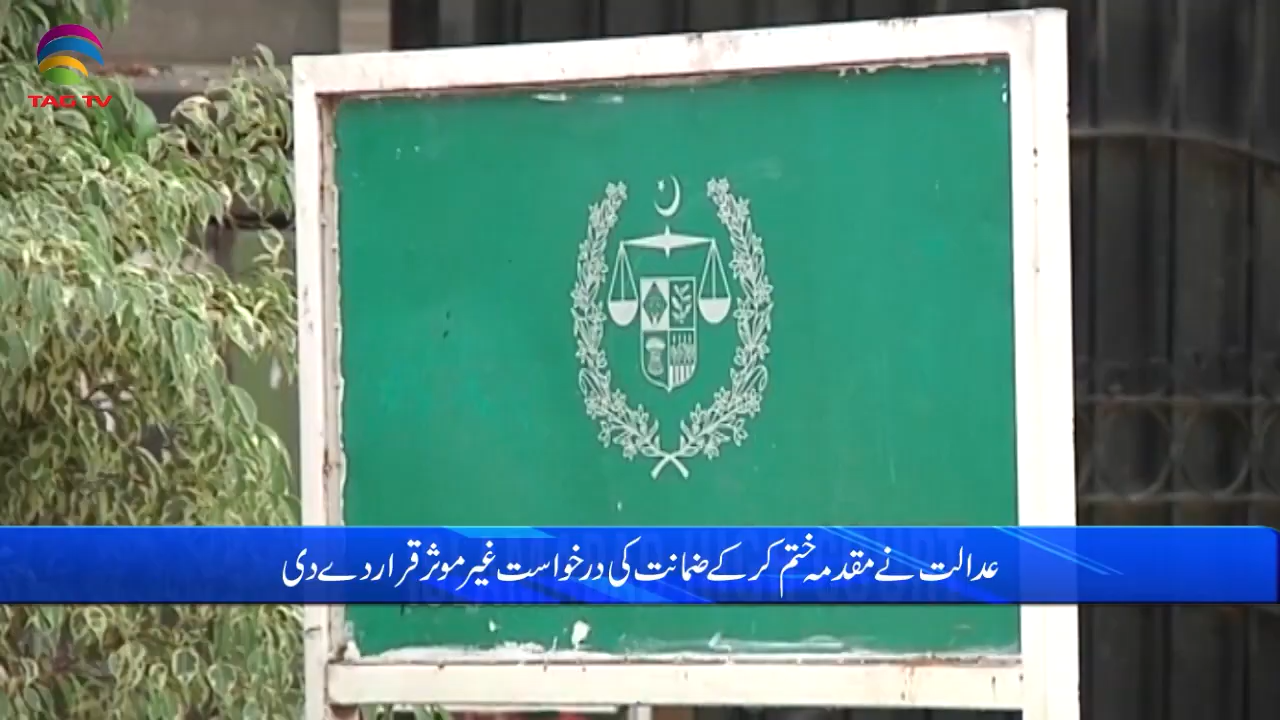 TAG TV
عدالت نے مقدمہ ختم کر کے ضمانت کی درخواست غیر موثر قرار دے دی